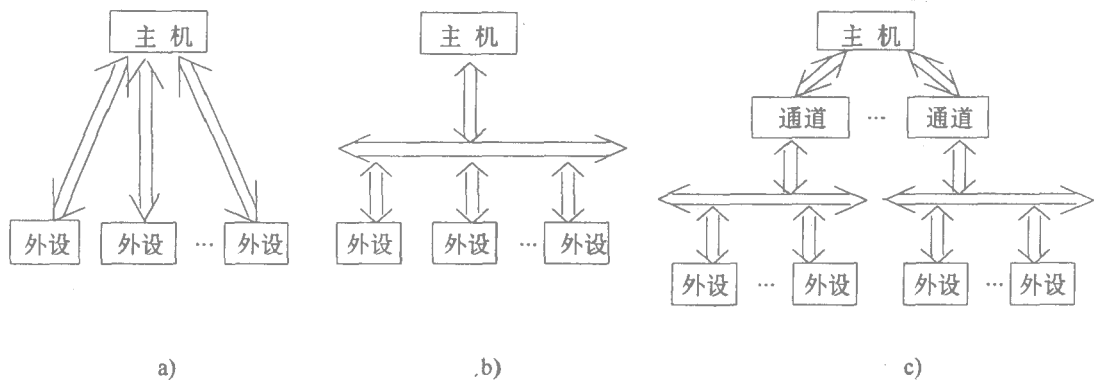 主机
外设 外设 … 外设
a)
主机
外设 外设 … 外设
b)
主机
通道 … 通道
外设 … 外设 外设 … 外设
c)